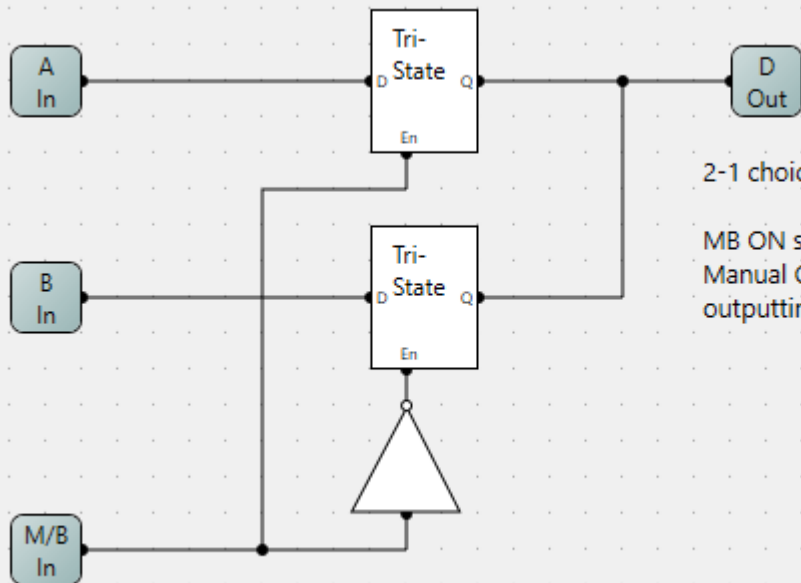 Tri-
State
D
Q
En
A
In
D
Out
2-1
MB ON
Manual
Tri-
State
D
Q
En
B
In
M/B
In